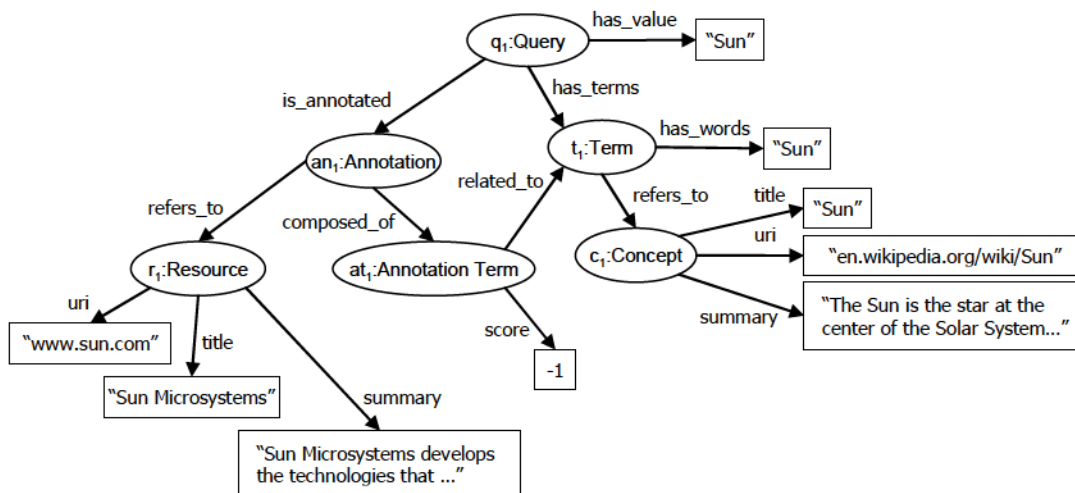 has_value
q₁:Query
“Sun”
has_terms
is_annotated
has_words
t₁:Term
“Sun”
an₁:Annotation
related_to
title
refers_to
refers_to
“Sun”
composed_of
uri
r₁:Resource
at₁:Annotation Term
c₁:Concept
“en.wikipedia.org/wiki/Sun”
uri
“The Sun is the star at the
summary
center of the Solar System...”
score
“www.sun.com”
title
-1
“Sun Microsystems”
summary
“Sun Microsystems develops
the technologies that ...”